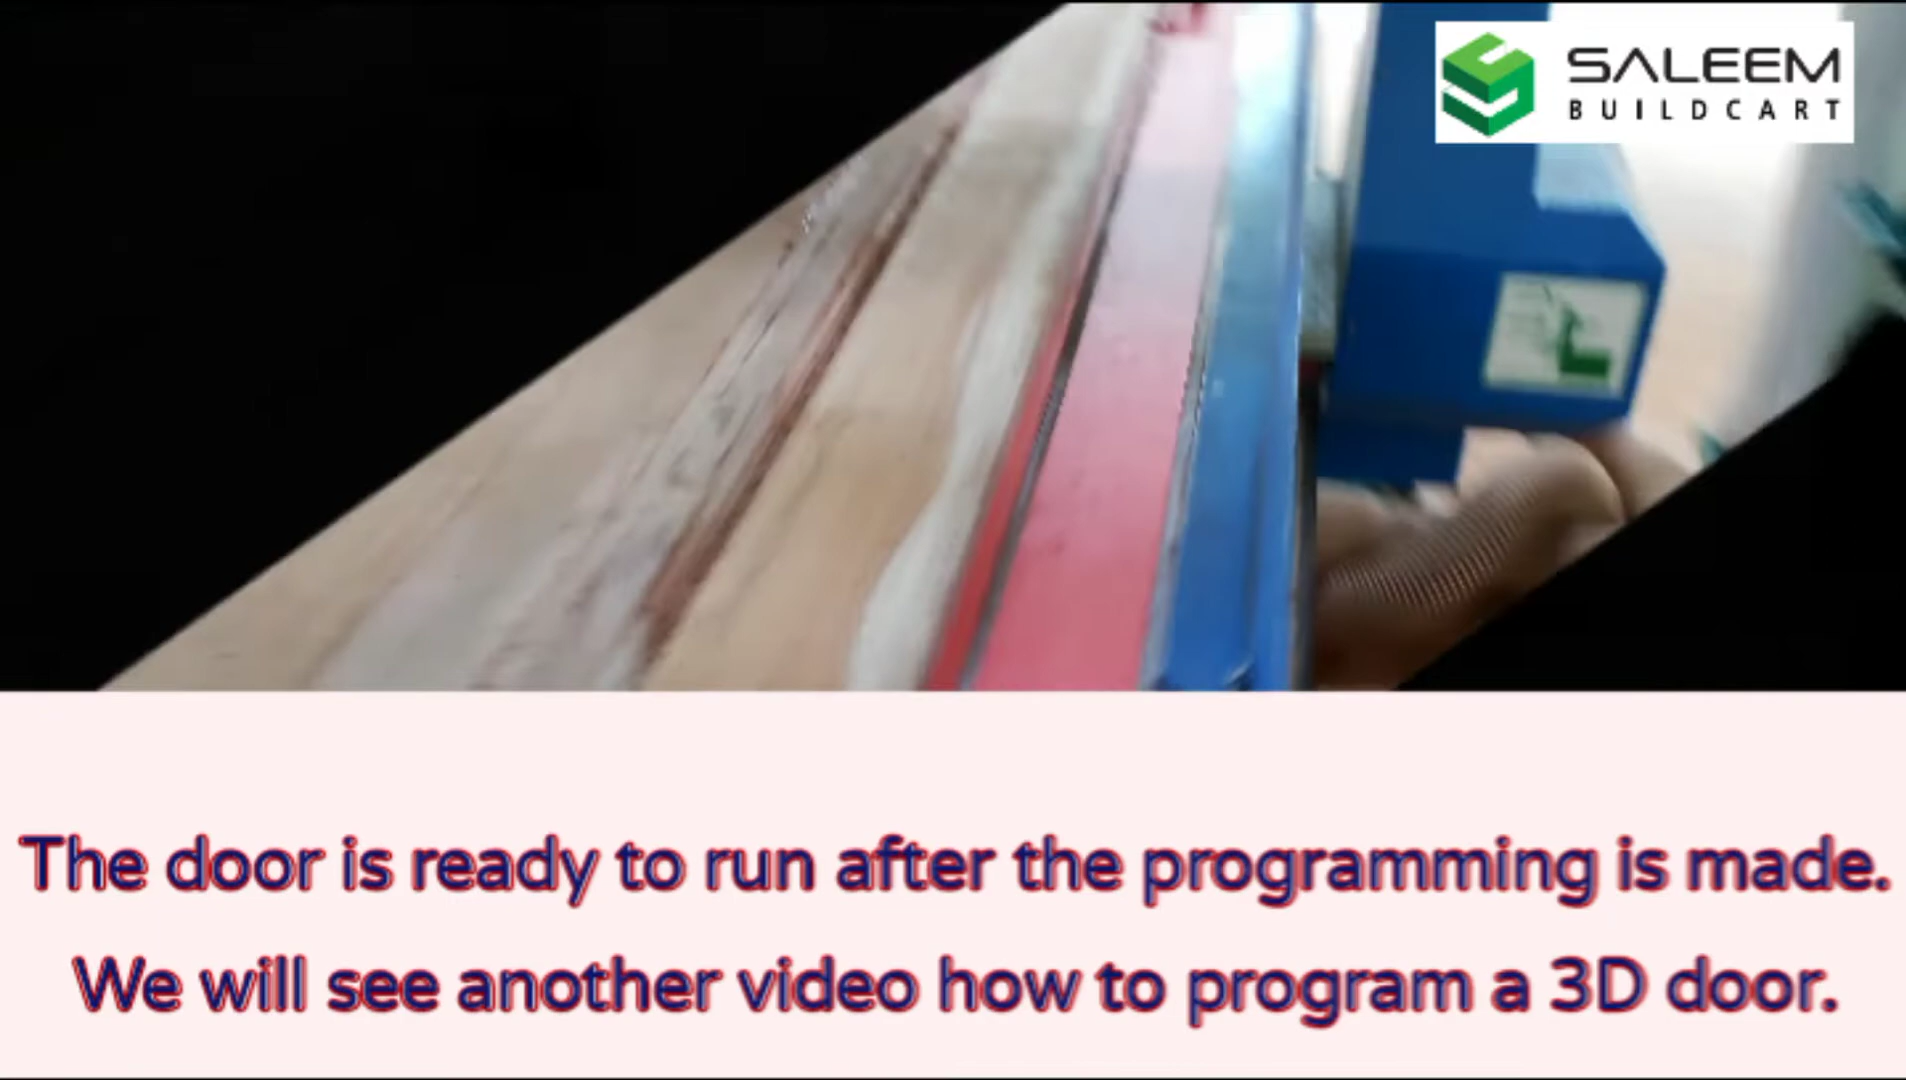 SALEEM
BUILDCART
The door is ready to run after the programming is made.
We will see another video how to program a 3D door.